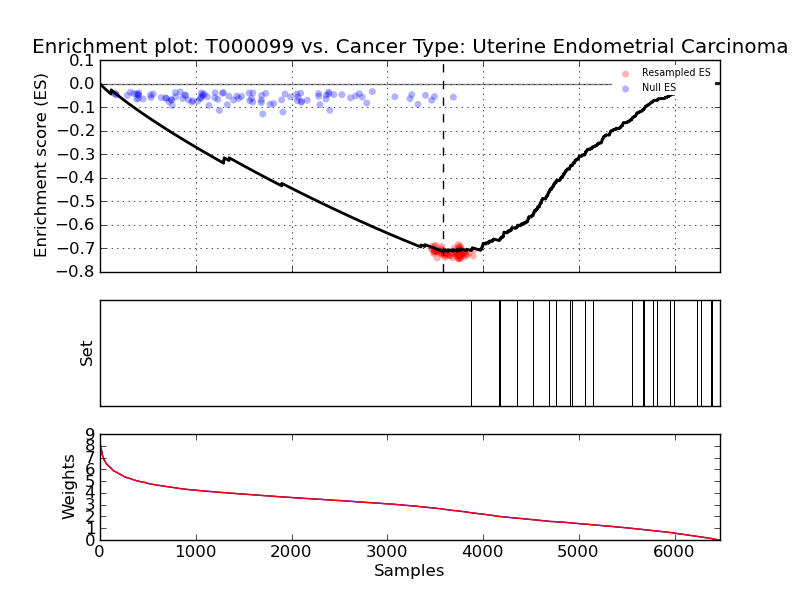 Enrichment plot: T000099 vs. Cancer Type: Uterine Endometrial Carcinoma
Enrichment score (ES)
0.1
0.0
−0.1
−0.2
−0.3
−0.4
−0.5
−0.6
−0.7
−0.8
Resampled ES
Null ES
Set
Weights
9
8
7
6
5
4
3
2
1
0
0 1000 2000 3000 4000 5000 6000
Samples